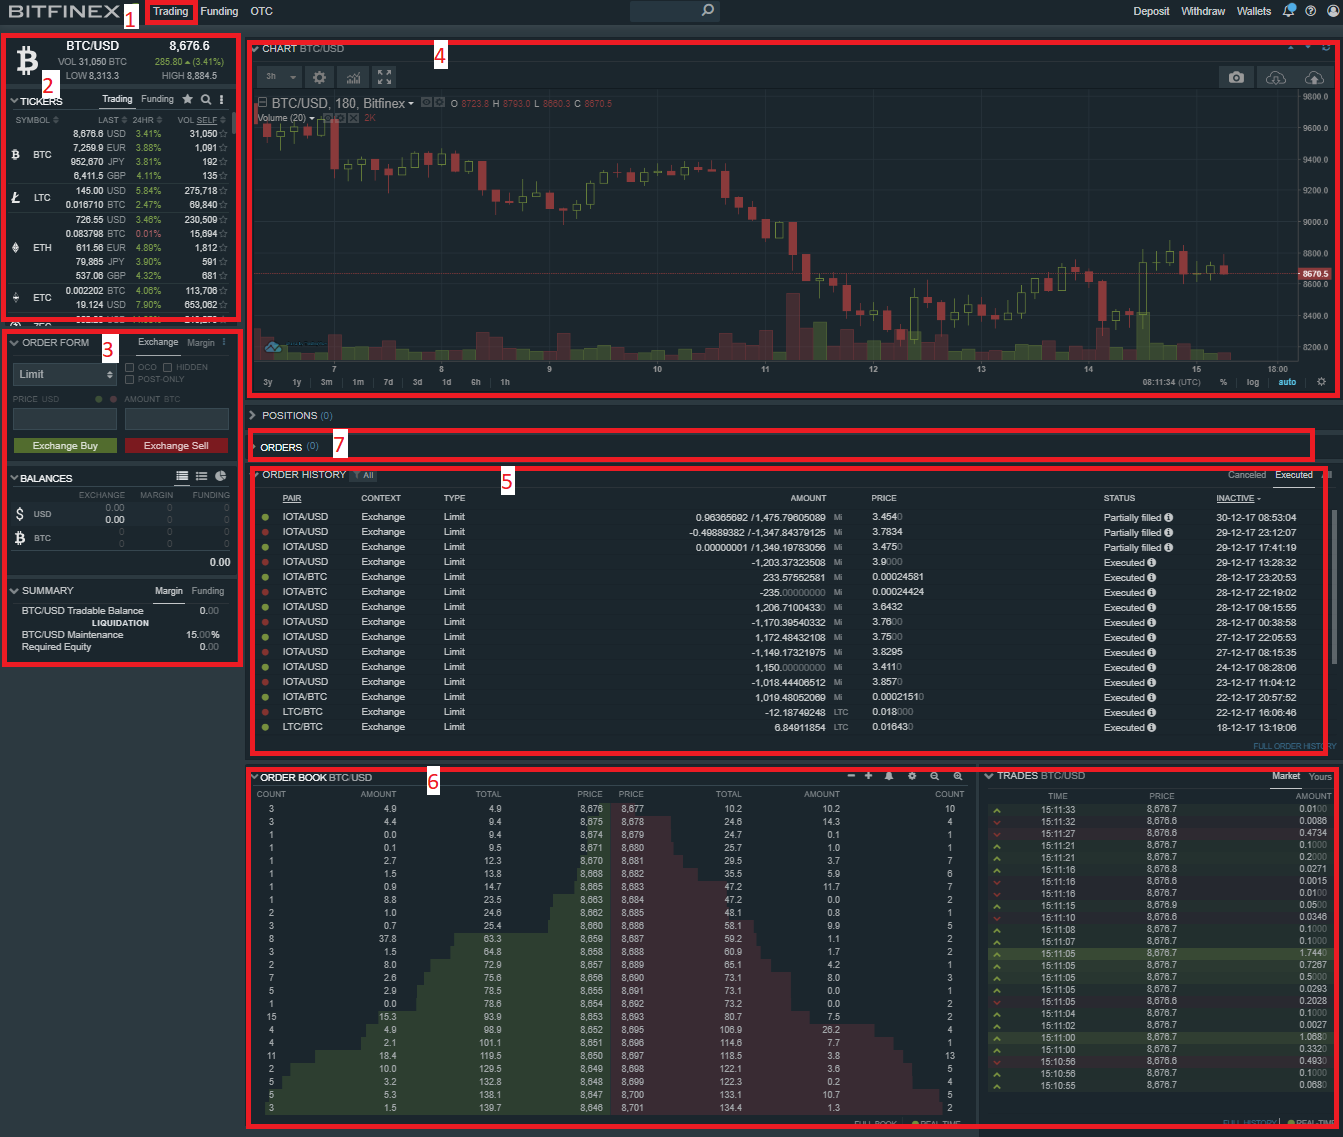 BITFINEX 1 Trading Funding OTC Deposit Withdraw Wallets
BTC/USD 8,676.6
VOL 31,050 BTC 285.80 (3.41%)
LOW 8,313.3 HIGH 8,884.5
2
TICKERS Trading Funding
SYMBOL LAST 24HR VOL SELF
8,676.6 USD 3.41% 31,050
7,259.9 EUR 3.88% 1,091
BTC
952,670 JPY 3.81% 192
6,411.5 GBP 4.11% 135
145.00 USD 5.84% 275,718
LTC
0.016710 BTC 2.47% 69,840
726.55 USD 3.46% 230,509
0.083798 BTC 0.01% 15,694
ETH 611.56 EUR 4.89% 1,812
79,865 JPY 3.90% 591
537.06 GBP 4.32% 681
0.002202 BTC 4.06% 113,706
ETC
19.124 USD 7.90% 653,062
ORDER FORM 3 Exchange Margin
Limit OCO HIDDEN
POST-ONLY
PRICE USD AMOUNT BTC
Exchange Buy Exchange Sell
BALANCES
EXCHANGE MARGIN FUNDING
USD 0.00 0 0
0.00 0 0
BTC 0 0 0
0 0 0
0.00
SUMMARY Margin Funding
BTC/USD Tradable Balance 0.00
LIQUIDATION
BTC/USD Maintenance 15.00%
Required Equity 0.00
CHART BTC/USD 4
3h
BTC/USD, 180, Bitfinex O 8723.8 H 8793.0 L 8660.3 C 8670.5
Volume (20) 2K
9800.0
9600.0
9400.0
9200.0
9000.0
8800.0
8670.5
8600.0
8400.0
8200.0
7 8 9 10 11 12 13 14 15 18:00
3y 1y 3m 1m 7d 3d 1d 6h 1h 08:11:34 (UTC) % log auto
POSITIONS (0)
ORDERS (0) 7
ORDER HISTORY All 5 Canceled Executed All
PAIR CONTEXT TYPE AMOUNT PRICE STATUS INACTIVE
IOTA/USD Exchange Limit 0.96365692 /1,475.79605089 Mi 3.4540 Partially filled 30-12-17 08:53:04
IOTA/USD Exchange Limit -0.49889382 /-1,347.84379125 Mi 3.7834 Partially filled 29-12-17 23:12:07
IOTA/USD Exchange Limit 0.00000001 /1,349.19783056 Mi 3.4750 Partially filled 29-12-17 17:41:19
IOTA/USD Exchange Limit -1,203.37323508 Mi 3.9000 Executed 29-12-17 13:28:32
IOTA/BTC Exchange Limit 233.57552581 Mi 0.00024581 Executed 28-12-17 23:20:53
IOTA/BTC Exchange Limit -235.00000000 Mi 0.00024424 Executed 28-12-17 22:19:02
IOTA/USD Exchange Limit 1,206.71004330 Mi 3.6432 Executed 28-12-17 09:15:55
IOTA/USD Exchange Limit -1,170.39540332 Mi 3.7600 Executed 28-12-17 00:38:58
IOTA/USD Exchange Limit 1,172.48432108 Mi 3.7500 Executed 27-12-17 22:05:53
IOTA/USD Exchange Limit -1,149.17321975 Mi 3.8295 Executed 27-12-17 08:15:35
IOTA/USD Exchange Limit 1,150.00000000 Mi 3.4110 Executed 24-12-17 08:28:06
IOTA/USD Exchange Limit -1,018.44406512 Mi 3.8570 Executed 23-12-17 11:04:12
IOTA/BTC Exchange Limit 1,019.48052069 Mi 0.00021510 Executed 22-12-17 20:57:52
LTC/BTC Exchange Limit -12.18749248 LTC 0.018000 Executed 22-12-17 16:06:46
LTC/BTC Exchange Limit 6.84911854 LTC 0.016430 Executed 18-12-17 13:19:06
FULL ORDER HISTORY
ORDER BOOK BTC/USD 6
COUNT AMOUNT TOTAL PRICE PRICE TOTAL AMOUNT COUNT
3 4.9 4.9 8,676 8,677 10.2 10.2 10
3 4.4 9.4 8,675 8,678 24.6 14.3 4
1 0.0 9.4 8,674 8,679 24.7 0.1 1
1 0.1 9.5 8,671 8,680 25.7 1.0 1
1 2.7 12.3 8,670 8,681 29.5 3.7 7
1 1.5 13.8 8,668 8,682 35.5 5.9 6
1 0.9 14.7 8,665 8,683 47.2 11.7 7
1 8.8 23.5 8,663 8,684 47.2 0.0 2
2 1.0 24.6 8,662 8,685 48.1 0.8 1
3 0.7 25.4 8,660 8,686 58.1 9.9 5
8 37.8 63.3 8,659 8,687 59.2 1.1 2
3 1.5 64.8 8,658 8,688 60.9 1.7 2
2 8.0 72.9 8,657 8,689 65.1 4.2 1
7 2.6 75.6 8,656 8,690 73.1 8.0 3
5 2.9 78.5 8,655 8,691 73.1 0.0 1
1 0.0 78.6 8,654 8,692 73.2 0.0 2
15 15.3 93.9 8,653 8,693 80.7 7.5 2
4 4.9 98.9 8,652 8,695 106.9 26.2 4
4 2.1 101.1 8,651 8,696 114.6 7.7 1
11 18.4 119.5 8,650 8,697 118.5 3.8 13
2 10.0 129.5 8,649 8,698 122.1 3.6 5
5 3.2 132.8 8,648 8,699 122.3 0.2 4
5 5.3 138.1 8,647 8,700 133.1 10.7 5
3 1.5 139.7 8,646 8,701 134.4 1.3 2
FULL BOOK REAL-TIME
TRADES BTC/USD Market Yours
TIME PRICE AMOUNT
15:11:33 8,676.7 0.0100
15:11:32 8,676.6 0.0086
15:11:27 8,676.6 0.4734
15:11:21 8,676.7 0.1000
15:11:21 8,676.7 0.2000
15:11:16 8,676.8 0.0271
15:11:16 8,676.6 0.0015
15:11:16 8,676.7 0.0100
15:11:15 8,676.9 0.0500
15:11:10 8,676.6 0.0346
15:11:08 8,676.7 0.1000
15:11:07 8,676.7 0.1000
15:11:05 8,676.7 1.7440
15:11:05 8,676.7 0.7267
15:11:05 8,676.7 0.5000
15:11:05 8,676.7 0.0293
15:11:05 8,676.6 0.2028
15:11:04 8,676.7 0.1000
15:11:02 8,676.7 0.0027
15:11:00 8,676.7 1.0680
15:11:00 8,676.7 0.3320
15:10:56 8,676.6 0.4930
15:10:56 8,676.7 0.1000
15:10:55 8,676.7 0.0680
FULL HISTORY REAL-TIME